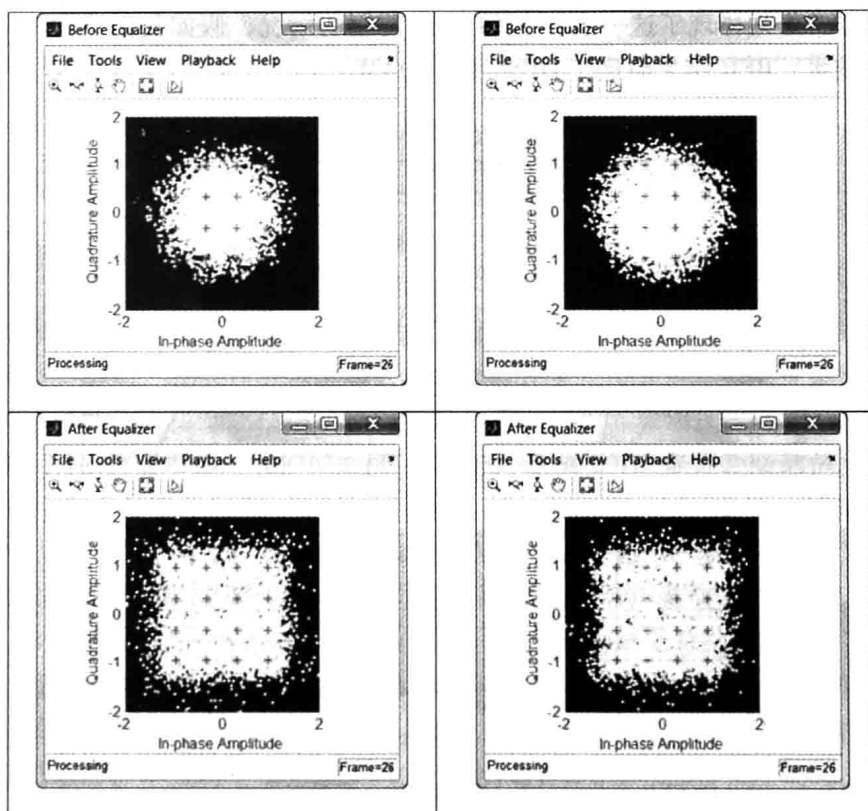 Before Equalizer
File Tools View Playback Help
Quadrature Amplitude
2
1
0
-1
-2
-2 0 2
In-phase Amplitude
Processing
Frame=26
Before Equalizer
File Tools View Playback Help
Quadrature Amplitude
2
1
0
-1
-2
-2 0 2
In-phase Amplitude
Processing
Frame=26
After Equalizer
File Tools View Playback Help
Quadrature Amplitude
2
1
0
-1
-2
-2 0 2
In-phase Amplitude
Processing
Frame=26
After Equalizer
File Tools View Playback Help
Quadrature Amplitude
2
1
0
-1
-2
-2 0 2
In-phase Amplitude
Processing
Frame=26